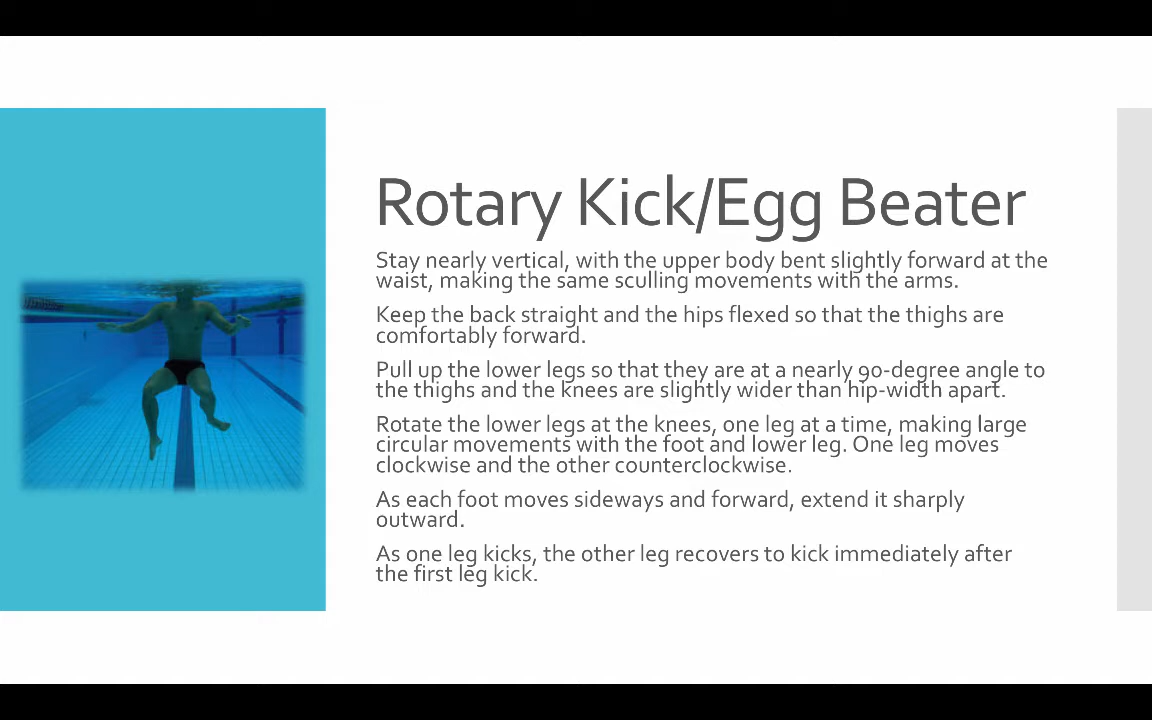 Rotary Kick/Egg Beater
Stay nearly vertical, with the upper body bent slightly forward at the
waist, making the same sculling movements with the arms.
Keep the back straight and the hips flexed so that the thighs are
comfortably forward.
Pull up the lower legs so that they are at a nearly 90-degree angle to
the thighs and the knees are slightly wider than hip-width apart.
Rotate the lower legs at the knees, one leg at a time, making large
circular movements with the foot and lower leg. One leg moves
clockwise and the other counterclockwise.
As each foot moves sideways and forward, extend it sharply
outward.
As one leg kicks, the other leg recovers to kick immediately after
the first leg kick.